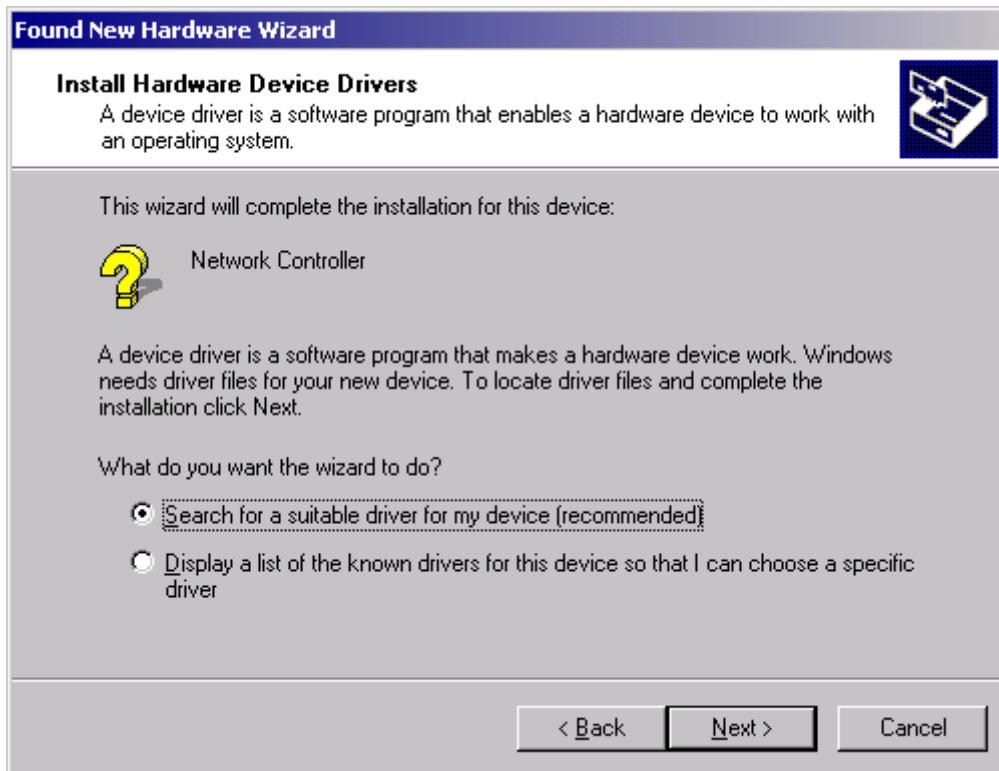 Found New Hardware Wizard
Install Hardware Device Drivers
A device driver is a software program that enables a hardware device to work with
an operating system.
This wizard will complete the installation for this device:
Network Controller
A device driver is a software program that makes a hardware device work. Windows
needs driver files for your new device. To locate driver files and complete the
installation click Next.
What do you want the wizard to do?
Search for a suitable driver for my device (recommended)
Display a list of the known drivers for this device so that I can choose a specific
driver
< Back
Next >
Cancel